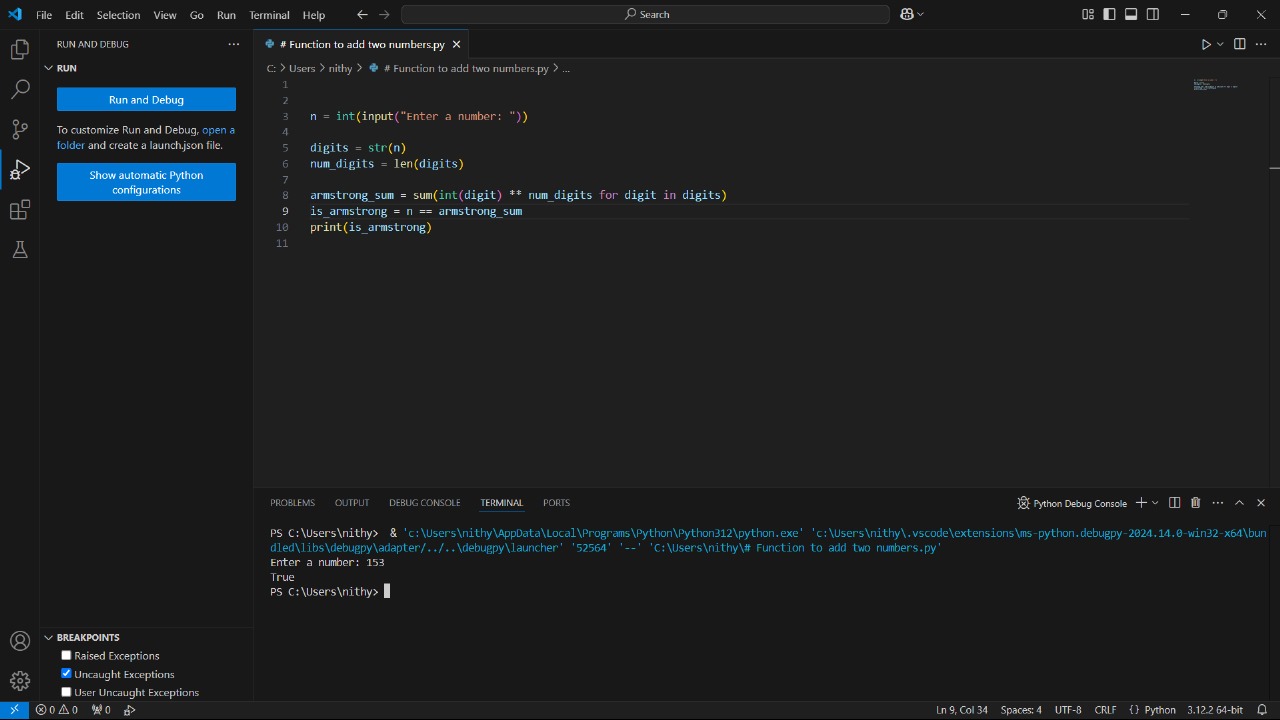 File Edit Selection View Go Run Terminal Help
Search
RUN AND DEBUG
# Function to add two numbers.py
RUN
C: > Users > nithy > # Function to add two numbers.py > ...
Run and Debug
To customize Run and Debug, open a
folder and create a launch.json file.
Show automatic Python
configurations
1
2
3 n = int(input("Enter a number: "))
4
5 digits = str(n)
6 num_digits = len(digits)
7
8 armstrong_sum = sum(int(digit) ** num_digits for digit in digits)
9 is_armstrong = n == armstrong_sum
10 print(is_armstrong)
11
PROBLEMS OUTPUT DEBUG CONSOLE TERMINAL PORTS
Python Debug Console
PS C:\Users\nithy>  & 'c:\Users\nithy\AppData\Local\Programs\Python\Python312\python.exe' 'c:\Users\nithy\.vscode\extensions\ms-python.debugpy-2024.14.0-win32-x64\bun
dled\libs\debugpy\adapter/../..\debugpy\launcher' '52564' '--' 'C:\Users\nithy\# Function to add two numbers.py'
Enter a number: 153
True
PS C:\Users\nithy>
BREAKPOINTS
Raised Exceptions
Uncaught Exceptions
User Uncaught Exceptions
0 0 0
Ln 9, Col 34 Spaces: 4 UTF-8 CRLF {} Python 3.12.2 64-bit